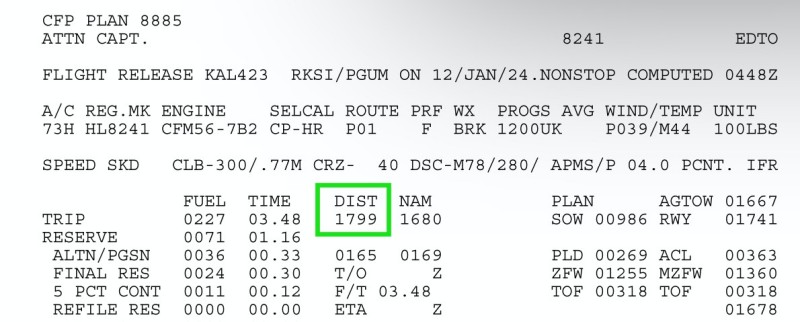 CFP PLAN 8885
ATTN CAPT. 8241 EDTO
FLIGHT RELEASE KAL423 RKSI/PGUM ON 12/JAN/24.NONSTOP COMPUTED 0448Z
A/C REG.MK ENGINE SELCAL ROUTE PRF WX PROGS AVG WIND/TEMP UNIT
73H HL8241 CFM56-7B2 CP-HR P01 F BRK 1200UK P039/M44 100LBS
SPEED SKD CLB-300/.77M CRZ- 40 DSC-M78/280/ APMS/P 04.0 PCNT. IFR
FUEL TIME DIST NAM PLAN AGTOW 01667
TRIP 0227 03.48 1799 1680 SOW 00986 RWY 01741
RESERVE 0071 01.16
ALTN/PGSN 0036 00.33 0165 0169 PLD 00269 ACL 00363
FINAL RES 0024 00.30 T/O Z ZFW 01255 MZFW 01360
5 PCT CONT 0011 00.12 F/T 03.48 TOF 00318 TOF 00318
REFILE RES 0000 00.00 ETA Z 01678